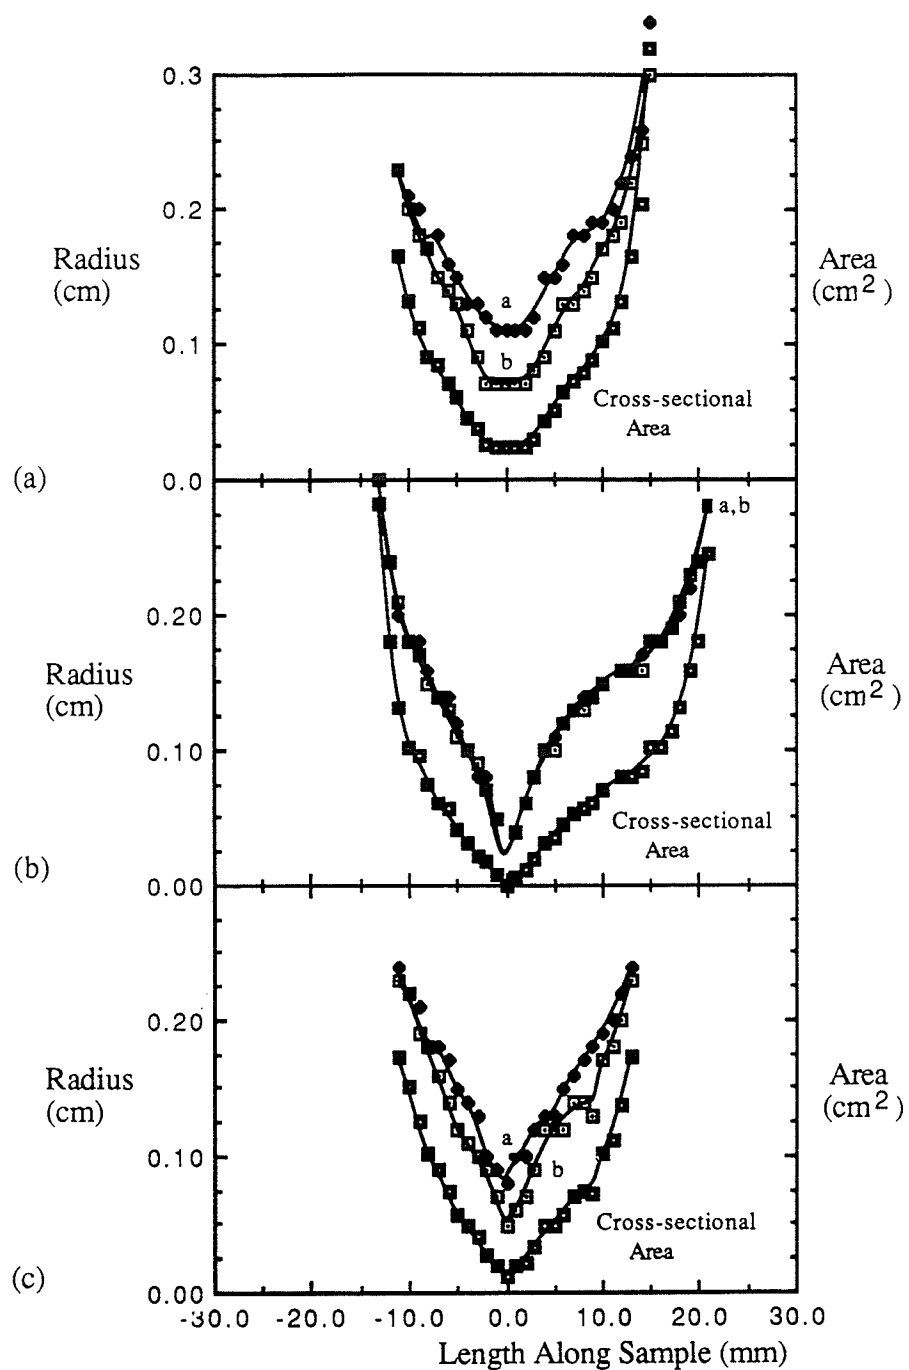 0.3
0.2
Radius
(cm)
Area
(cm2)
a
0.1
b
Cross-sectional
Area
(a)
0.0
a,b
0.20
Radius
(cm)
Area
(cm2)
0.10
Cross-sectional
Area
(b)
0.00
0.20
Radius
(cm)
Area
(cm2)
a
0.10
b
Cross-sectional
Area
(c)
0.00
-30.0 -20.0 -10.0 0.0 10.0 20.0 30.0
Length Along Sample (mm)